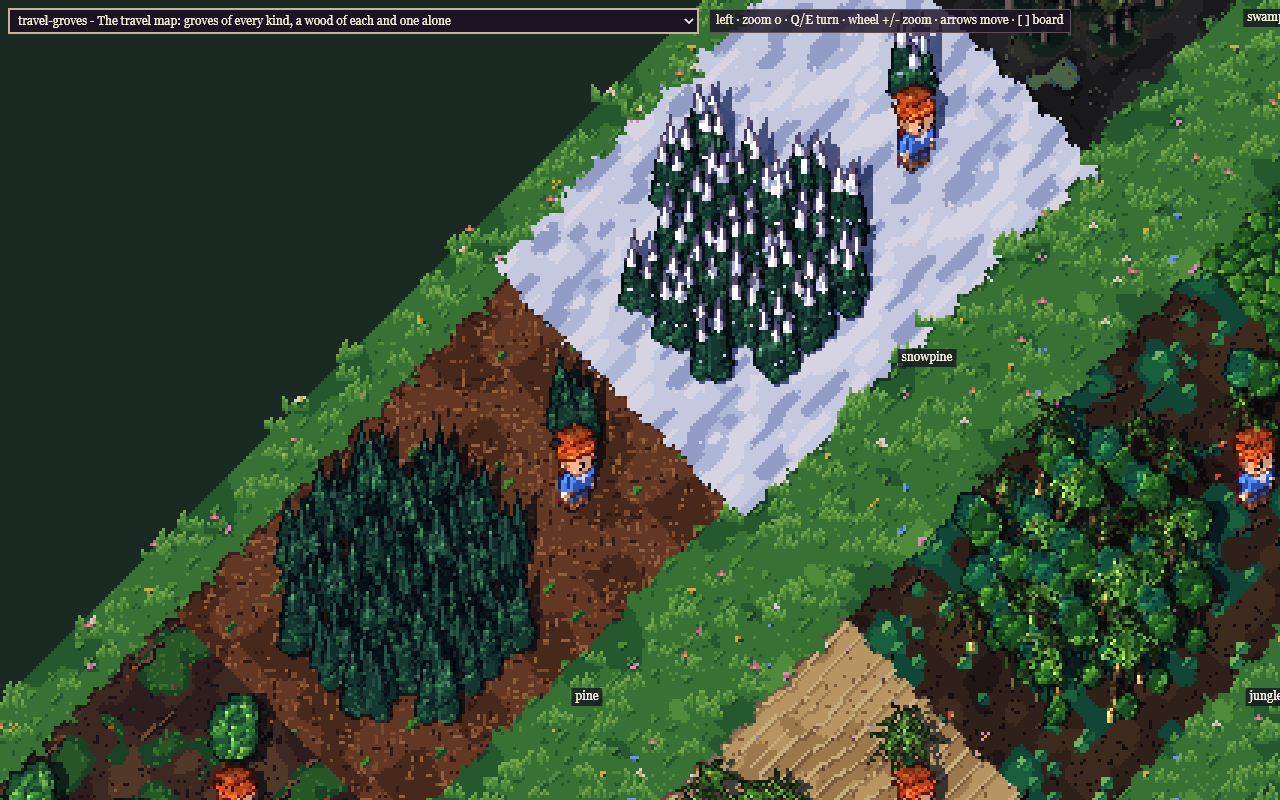 travel-groves - The travel map: groves of every kind, a wood of each and one alone
left · zoom 0 · Q/E turn · wheel +/- zoom · arrows move · [ ] board
snowpine
pine